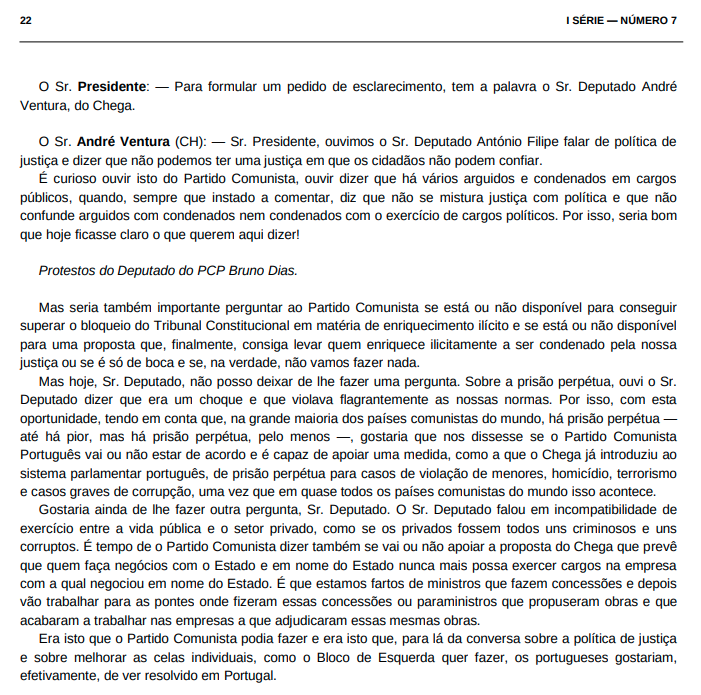 22
I SÉRIE — NÚMERO 7
O Sr. Presidente: — Para formular um pedido de esclarecimento, tem a palavra o Sr. Deputado André
Ventura, do Chega.
O Sr. André Ventura (CH): — Sr. Presidente, ouvimos o Sr. Deputado António Filipe falar de política de
justiça e dizer que não podemos ter uma justiça em que os cidadãos não podem confiar.
É curioso ouvir isto do Partido Comunista, ouvir dizer que há vários arguidos e condenados em cargos
públicos, quando, sempre que instado a comentar, diz que não se mistura justiça com política e que não
confunde arguidos com condenados nem condenados com o exercício de cargos políticos. Por isso, seria bom
que hoje ficasse claro o que querem aqui dizer!
Protestos do Deputado do PCP Bruno Dias.
Mas seria também importante perguntar ao Partido Comunista se está ou não disponível para conseguir
superar o bloqueio do Tribunal Constitucional em matéria de enriquecimento ilícito e se está ou não disponível
para uma proposta que, finalmente, consiga levar quem enriquece ilicitamente a ser condenado pela nossa
justiça ou se é só de boca e se, na verdade, não vamos fazer nada.
Mas hoje, Sr. Deputado, não posso deixar de lhe fazer uma pergunta. Sobre a prisão perpétua, ouvi o Sr.
Deputado dizer que era um choque e que violava flagrantemente as nossas normas. Por isso, com esta
oportunidade, tendo em conta que, na grande maioria dos países comunistas do mundo, há prisão perpétua —
até há pior, mas há prisão perpétua, pelo menos —, gostaria que nos dissesse se o Partido Comunista
Português vai ou não estar de acordo e é capaz de apoiar uma medida, como a que o Chega já introduziu ao
sistema parlamentar português, de prisão perpétua para casos de violação de menores, homicídio, terrorismo
e casos graves de corrupção, uma vez que em quase todos os países comunistas do mundo isso acontece.
Gostaria ainda de lhe fazer outra pergunta, Sr. Deputado. O Sr. Deputado falou em incompatibilidade de
exercício entre a vida pública e o setor privado, como se os privados fossem todos uns criminosos e uns
corruptos. É tempo de o Partido Comunista dizer também se vai ou não apoiar a proposta do Chega que prevê
que quem faça negócios com o Estado e em nome do Estado nunca mais possa exercer cargos na empresa
com a qual negociou em nome do Estado. É que estamos fartos de ministros que fazem concessões e depois
vão trabalhar para as pontes onde fizeram essas concessões ou paraministros que propuseram obras e que
acabaram a trabalhar nas empresas a que adjudicaram essas mesmas obras.
Era isto que o Partido Comunista podia fazer e era isto que, para lá da conversa sobre a política de justiça
e sobre melhorar as celas individuais, como o Bloco de Esquerda quer fazer, os portugueses gostariam,
efetivamente, de ver resolvido em Portugal.